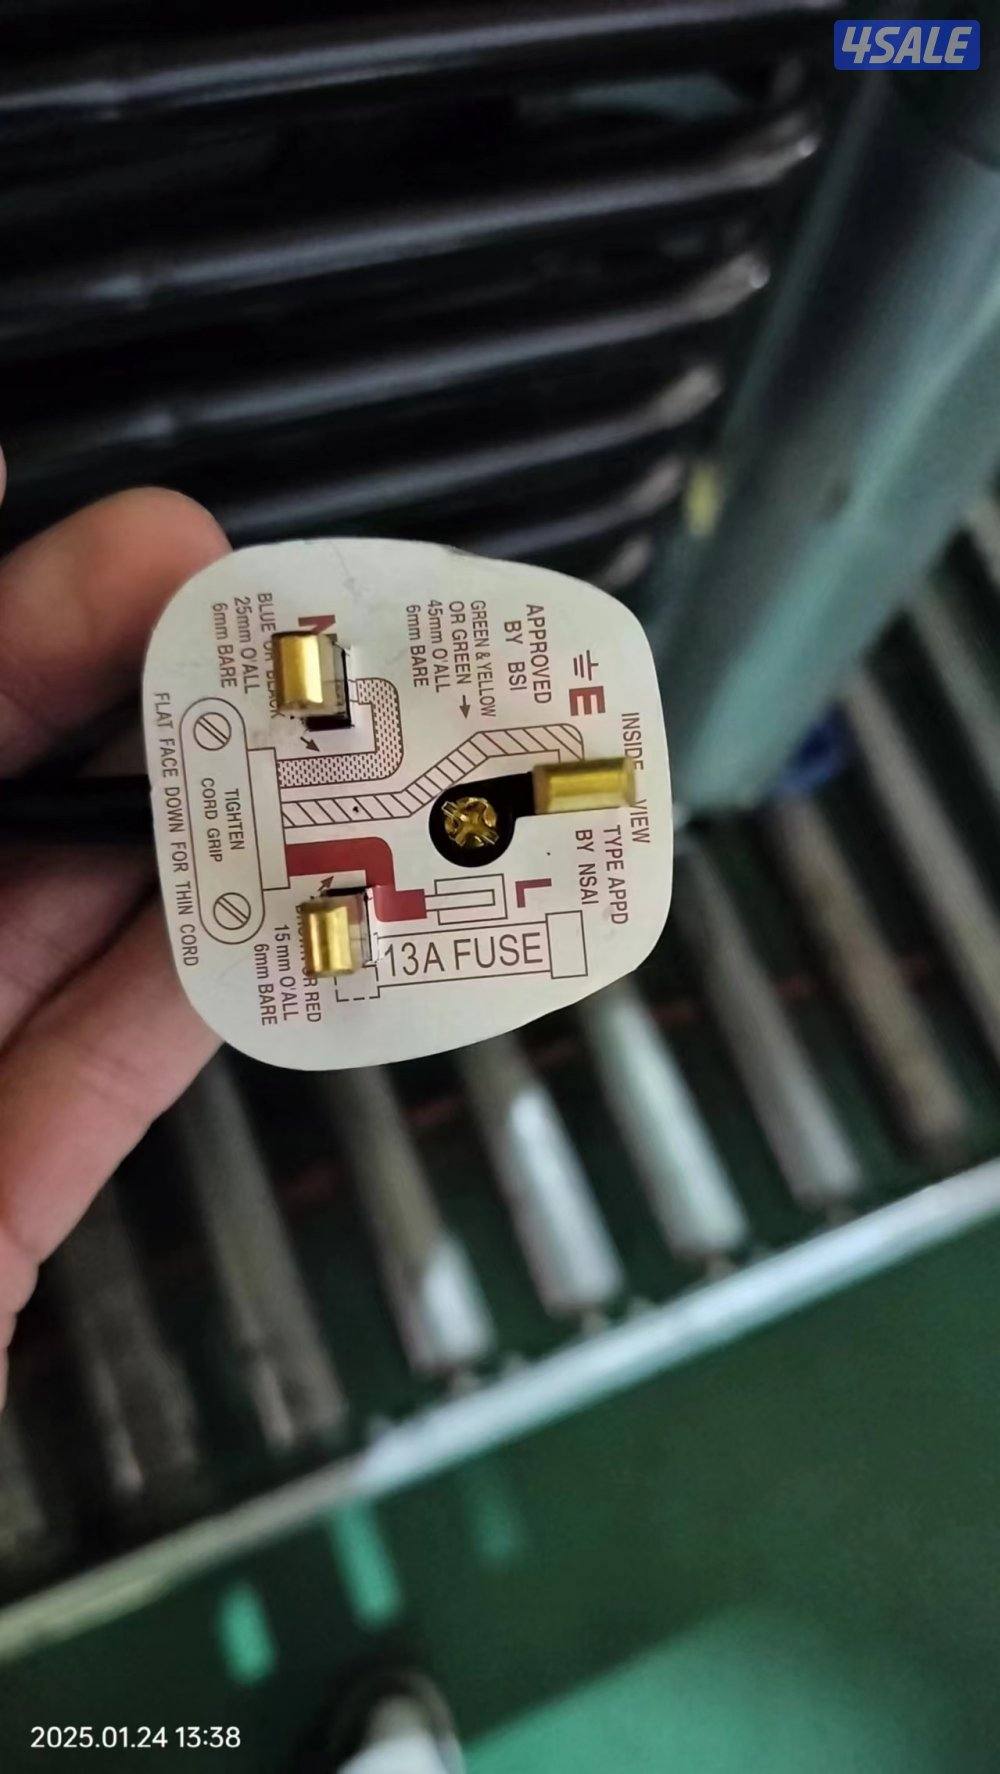 4SALE
INSIDE VIEW
E
APPROVED
BY BSI
TYPE APPD
BY NSAI
GREEN & YELLOW
OR GREEN →
45mm O'ALL
6mm BARE
L
BLUE OR BLACK
25mm O'ALL
6mm BARE
N
13A FUSE
OR RED
15mm O'ALL
6mm BARE
TIGHTEN
CORD GRIP
FLAT FACE DOWN FOR THIN CORD
2025.01.24 13:38